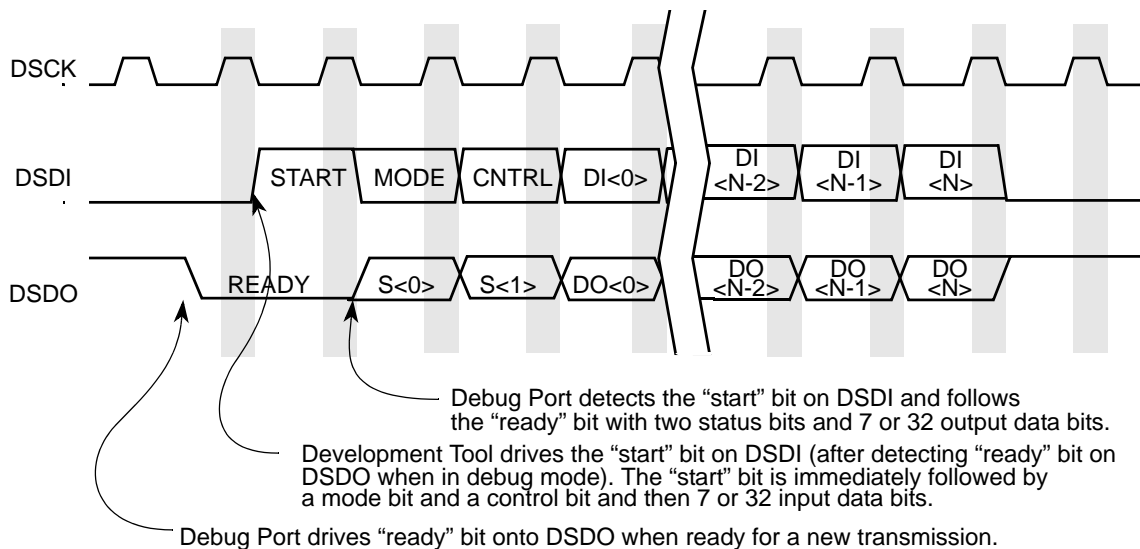 DSCK
DSDI
START MODE CNTRL DI<0> DI <N-2> DI <N-1> DI <N>
DSDO
READY S<0> S<1> DO<0> DO <N-2> DO <N-1> DO <N>
Debug Port detects the “start” bit on DSDI and follows
the “ready” bit with two status bits and 7 or 32 output data bits.
Development Tool drives the “start” bit on DSDI (after detecting “ready” bit on
DSDO when in debug mode). The “start” bit is immediately followed by
a mode bit and a control bit and then 7 or 32 input data bits.
Debug Port drives “ready” bit onto DSDO when ready for a new transmission.